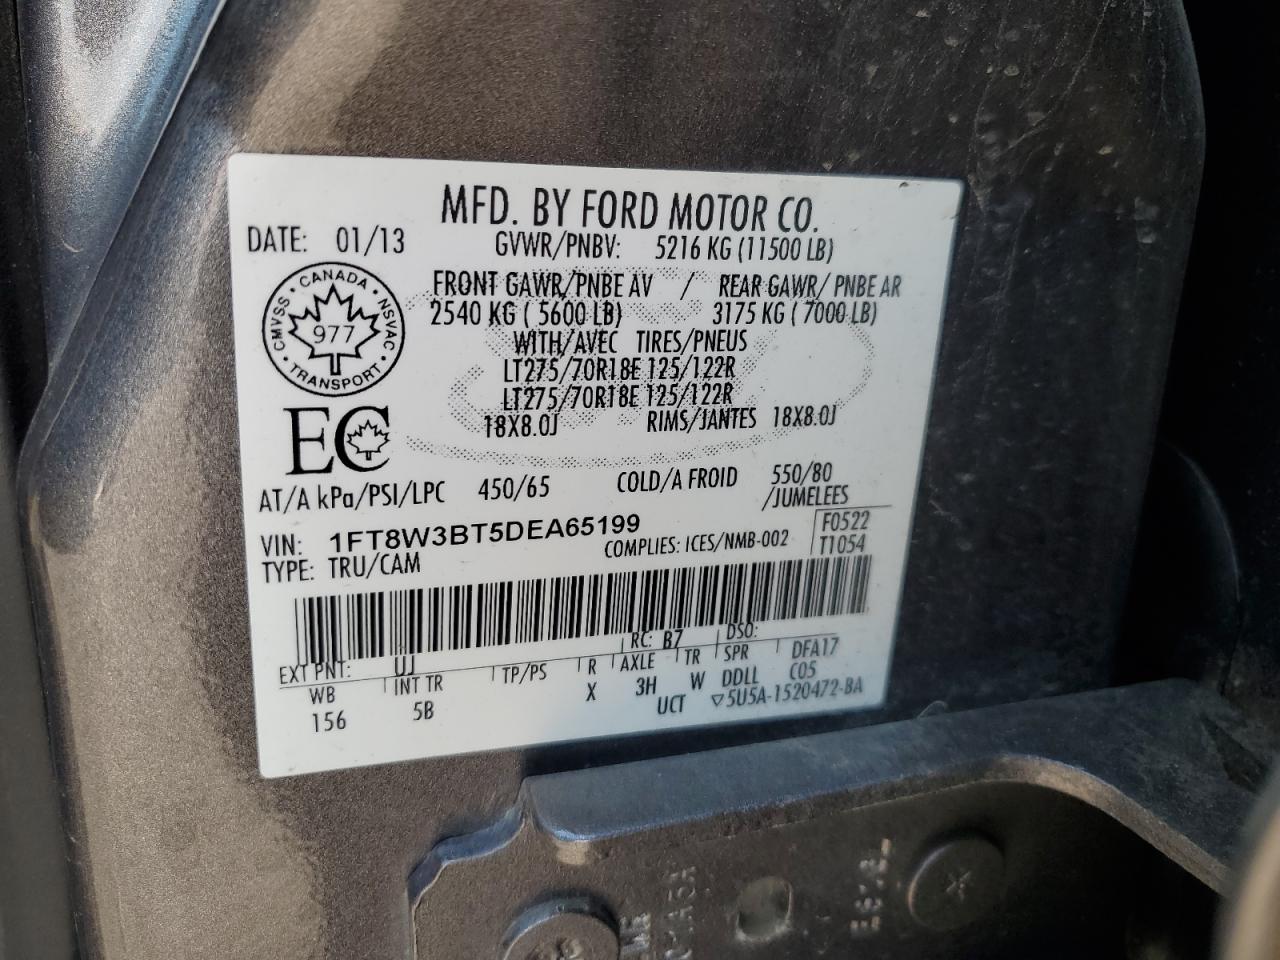 MFD. BY FORD MOTOR CO.
DATE: 01/13 GVWR/PNBV: 5216 KG (11500 LB)
FRONT GAWR/PNBE AV / REAR GAWR/ PNBE AR
2540 KG ( 5600 LB) 3175 KG ( 7000 LB)
WITH/AVEC TIRES/PNEUS
LT275/70R18E 125/122R
LT275/70R18E 125/122R
18X8.0J RIMS/JANTES 18X8.0J
CANADA
CMVSS 977 NSVAC
TRANSPORT
EC
AT/A kPa/PSI/LPC 450/65 COLD/A FROID 550/80
/JUMELEES
VIN: 1FT8W3BT5DEA65199 F0522
TYPE: TRU/CAM COMPLIES: ICES/NMB-002 T1054
EXT PNT: UJ RC: B7 DSO:
WB INT TR TP/PS R AXLE TR SPR DFA17
156 5B X 3H W DDLL C05
UCT ▽5U5A-1520472-BA